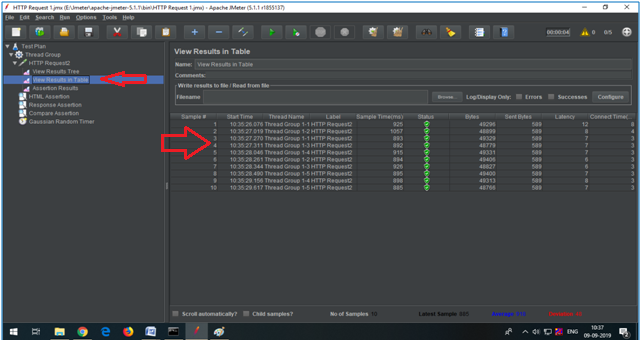 HTTP Request 1.jmx (E:\Jmeter\apache-jmeter-5.1.1\bin\HTTP Request 1.jmx) - Apache JMeter (5.1.1 r1855137)
File Edit Search Run Options Tools Help
00:00:04 0 0/5
Test Plan
Thread Group
HTTP Request2
View Results Tree
View Results in Table
Assertion Results
HTML Assertion
Response Assertion
Compare Assertion
Gaussian Random Timer
View Results in Table
Name: View Results in Table
Comments:
Write results to file / Read from file
Filename Browse... Log/Display Only: Errors Successes Configure
Sample # Start Time Thread Name Label Sample Time(ms) Status Bytes Sent Bytes Latency Connect Time(
1 10:35:26.076 Thread Group 1-1 HTTP Request2 925 48296 589 12 8
2 10:35:27.019 Thread Group 1-2 HTTP Request2 1057 48899 589 8 4
3 10:35:27.270 Thread Group 1-1 HTTP Request2 893 49329 589 7 3
4 10:35:27.311 Thread Group 1-3 HTTP Request2 892 48779 589 7 3
5 10:35:28.046 Thread Group 1-4 HTTP Request2 915 49331 589 7 3
6 10:35:28.261 Thread Group 1-2 HTTP Request2 894 49406 589 6 3
7 10:35:28.344 Thread Group 1-3 HTTP Request2 926 48827 589 6 3
8 10:35:28.490 Thread Group 1-5 HTTP Request2 895 49400 589 7 3
9 10:35:29.156 Thread Group 1-4 HTTP Request2 898 49313 589 8 3
10 10:35:29.617 Thread Group 1-5 HTTP Request2 885 48766 589 7 3
Scroll automatically? Child samples? No of Samples 10 Latest Sample 885 Average 918 Deviation
ENG 10:37
09-09-2019